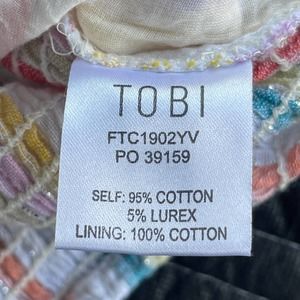 TOBI
FTC1902YV
PO 39159
SELF: 95% COTTON
5% LUREX
LINING: 100% COTTON